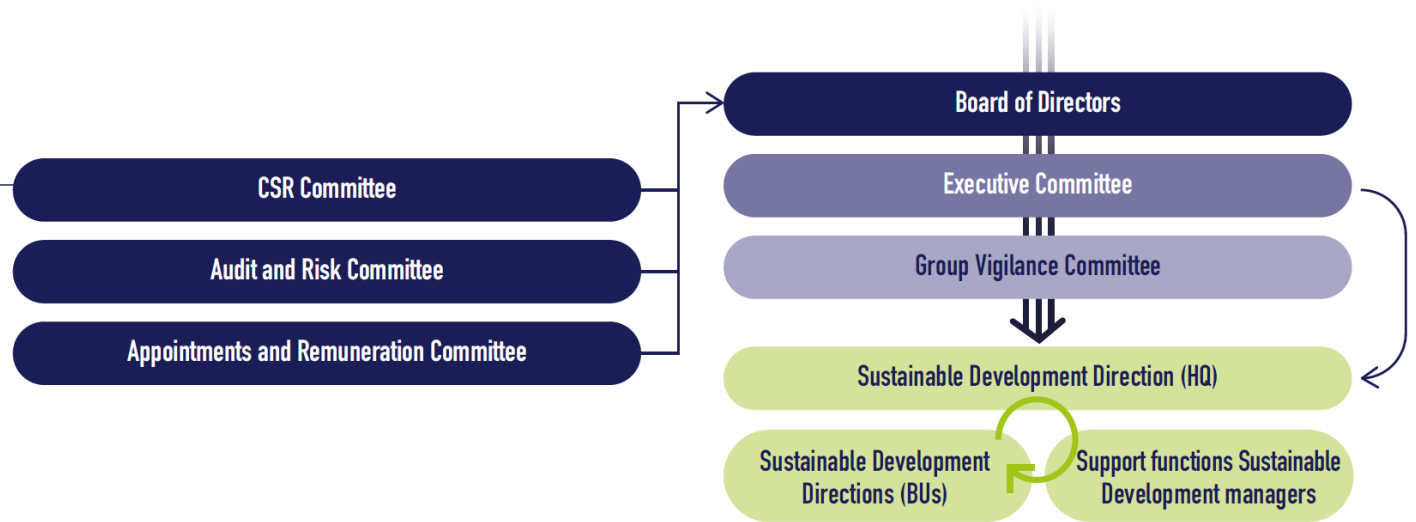 Board of Directors
CSR Committee
Executive Committee
Audit and Risk Committee
Group Vigilance Committee
Appointments and Remuneration Committee
Sustainable Development Direction (HQ)
Sustainable Development
Directions (BUs)
Support functions Sustainable
Development managers